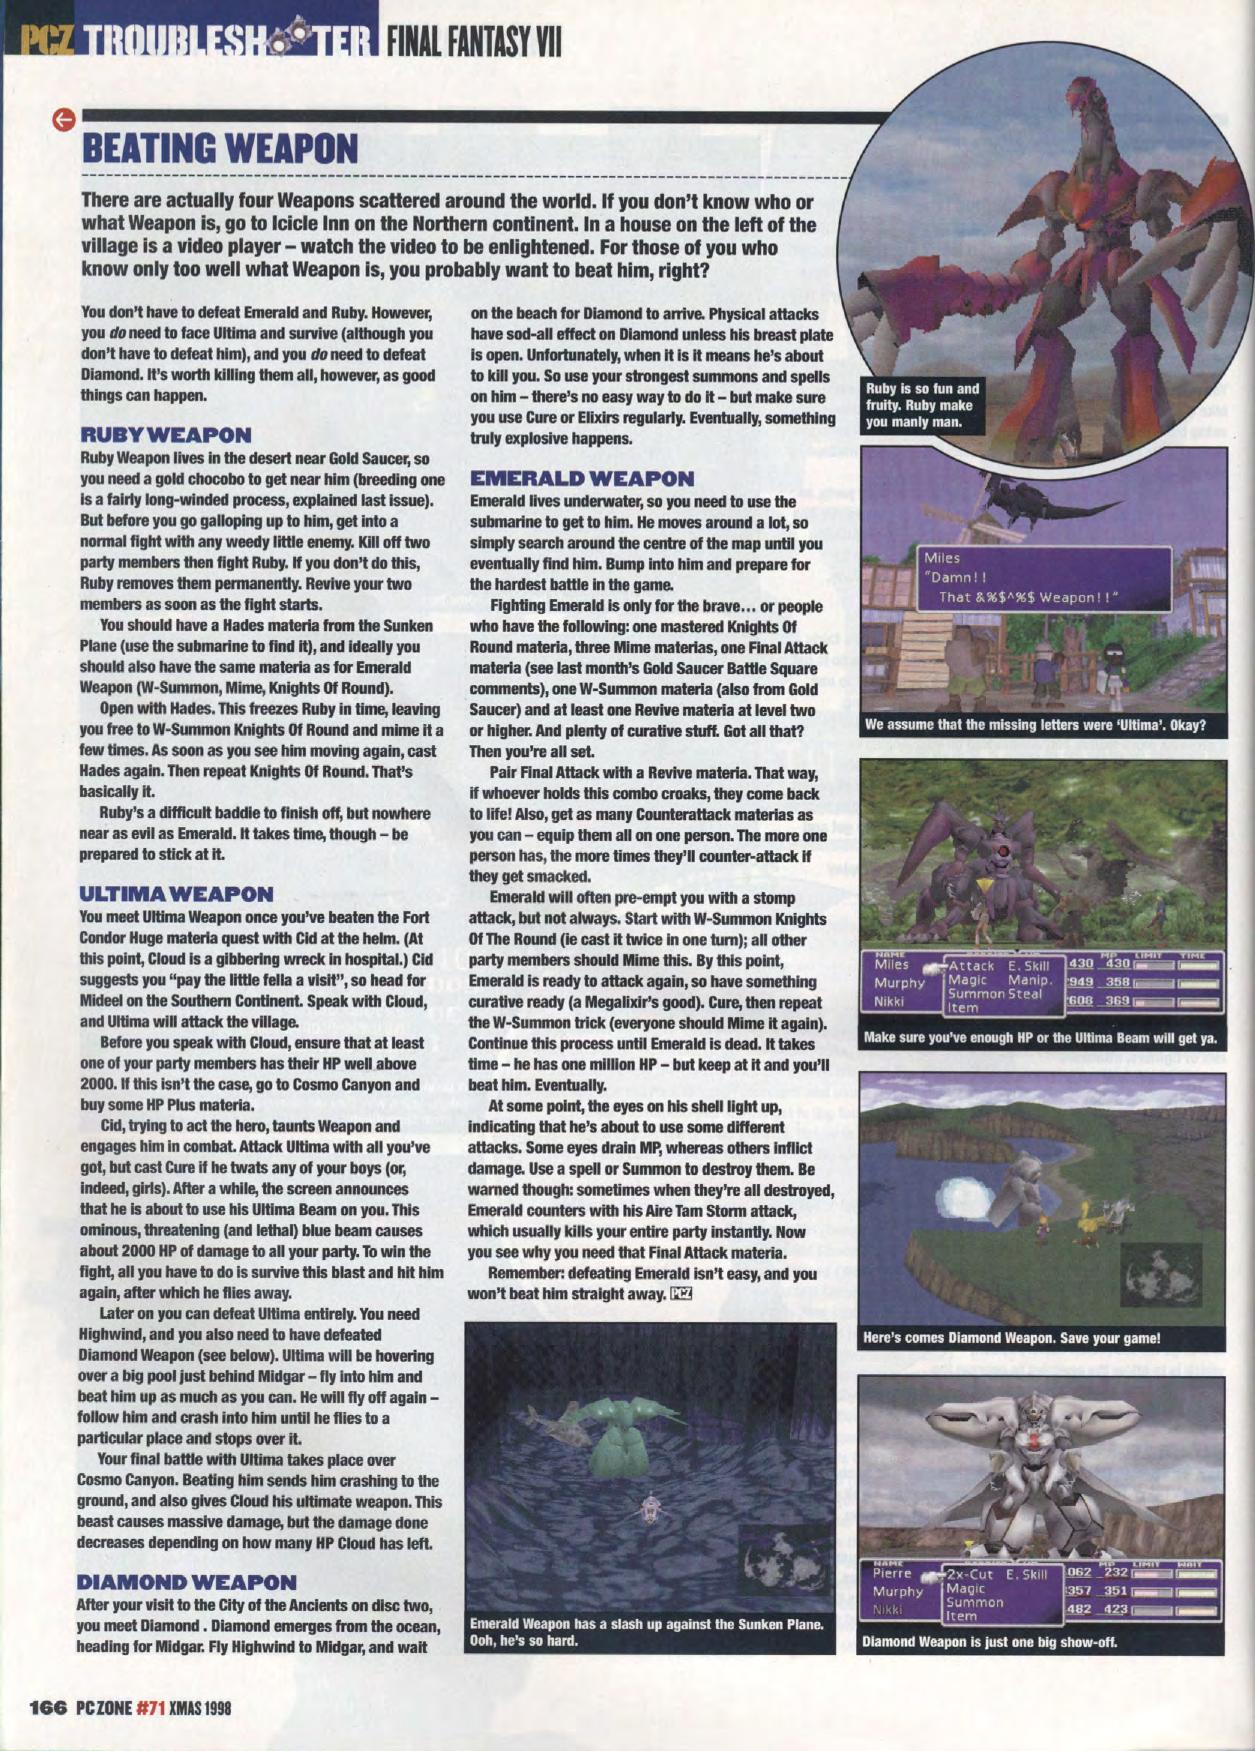 PCZ TROUBLESHOOTER FINAL FANTASY VII
BEATING WEAPON
There are actually four Weapons scattered around the world. If you don't know who or
what Weapon is, go to Icicle Inn on the Northern continent. In a house on the left of the
village is a video player – watch the video to be enlightened. For those of you who
know only too well what Weapon is, you probably want to beat him, right?
You don't have to defeat Emerald and Ruby. However,
you do need to face Ultima and survive (although you
don't have to defeat him), and you do need to defeat
Diamond. It's worth killing them all, however, as good
things can happen.
RUBY WEAPON
Ruby Weapon lives in the desert near Gold Saucer, so
you need a gold chocobo to get near him (breeding one
is a fairly long-winded process, explained last issue).
But before you go galloping up to him, get into a
normal fight with any weedy little enemy. Kill off two
party members then fight Ruby. If you don't do this,
Ruby removes them permanently. Revive your two
members as soon as the fight starts.
You should have a Hades materia from the Sunken
Plane (use the submarine to find it), and ideally you
should also have the same materia as for Emerald
Weapon (W-Summon, Mime, Knights Of Round).
Open with Hades. This freezes Ruby in time, leaving
you free to W-Summon Knights Of Round and mime it a
few times. As soon as you see him moving again, cast
Hades again. Then repeat Knights Of Round. That's
basically it.
Ruby's a difficult baddie to finish off, but nowhere
near as evil as Emerald. It takes time, though – be
prepared to stick at it.
ULTIMA WEAPON
You meet Ultima Weapon once you've beaten the Fort
Condor Huge materia quest with Cid at the helm. (At
this point, Cloud is a gibbering wreck in hospital.) Cid
suggests you "pay the little fella a visit", so head for
Mideel on the Southern Continent. Speak with Cloud,
and Ultima will attack the village.
Before you speak with Cloud, ensure that at least
one of your party members has their HP well above
2000. If this isn't the case, go to Cosmo Canyon and
buy some HP Plus materia.
Cid, trying to act the hero, taunts Weapon and
engages him in combat. Attack Ultima with all you've
got, but cast Cure if he twats any of your boys (or,
indeed, girls). After a while, the screen announces
that he is about to use his Ultima Beam on you. This
ominous, threatening (and lethal) blue beam causes
about 2000 HP of damage to all your party. To win the
fight, all you have to do is survive this blast and hit him
again, after which he flies away.
Later on you can defeat Ultima entirely. You need
Highwind, and you also need to have defeated
Diamond Weapon (see below). Ultima will be hovering
over a big pool just behind Midgar – fly into him and
beat him up as much as you can. He will fly off again –
follow him and crash into him until he flies to a
particular place and stops over it.
Your final battle with Ultima takes place over
Cosmo Canyon. Beating him sends him crashing to the
ground, and also gives Cloud his ultimate weapon. This
beast causes massive damage, but the damage done
decreases depending on how many HP Cloud has left.
DIAMOND WEAPON
After your visit to the City of the Ancients on disc two,
you meet Diamond . Diamond emerges from the ocean,
heading for Midgar. Fly Highwind to Midgar, and wait
on the beach for Diamond to arrive. Physical attacks
have sod-all effect on Diamond unless his breast plate
is open. Unfortunately, when it is it means he's about
to kill you. So use your strongest summons and spells
on him – there's no easy way to do it – but make sure
you use Cure or Elixirs regularly. Eventually, something
truly explosive happens.
EMERALD WEAPON
Emerald lives underwater, so you need to use the
submarine to get to him. He moves around a lot, so
simply search around the centre of the map until you
eventually find him. Bump into him and prepare for
the hardest battle in the game.
Fighting Emerald is only for the brave... or people
who have the following: one mastered Knights Of
Round materia, three Mime materias, one Final Attack
materia (see last month's Gold Saucer Battle Square
comments), one W-Summon materia (also from Gold
Saucer) and at least one Revive materia at level two
or higher. And plenty of curative stuff. Got all that?
Then you're all set.
Pair Final Attack with a Revive materia. That way,
if whoever holds this combo croaks, they come back
to life! Also, get as many Counterattack materias as
you can – equip them all on one person. The more one
person has, the more times they'll counter-attack if
they get smacked.
Emerald will often pre-empt you with a stomp
attack, but not always. Start with W-Summon Knights
Of The Round (ie cast it twice in one turn); all other
party members should Mime this. By this point,
Emerald is ready to attack again, so have something
curative ready (a Megalixir's good). Cure, then repeat
the W-Summon trick (everyone should Mime it again).
Continue this process until Emerald is dead. It takes
time – he has one million HP – but keep at it and you'll
beat him. Eventually.
At some point, the eyes on his shell light up,
indicating that he's about to use some different
attacks. Some eyes drain MP, whereas others inflict
damage. Use a spell or Summon to destroy them. Be
warned though: sometimes when they're all destroyed,
Emerald counters with his Aire Tam Storm attack,
which usually kills your entire party instantly. Now
you see why you need that Final Attack materia.
Remember: defeating Emerald isn't easy, and you
won't beat him straight away. PCZ
Emerald Weapon has a slash up against the Sunken Plane.
Ooh, he's so hard.
Ruby is so fun and
fruity. Ruby make
you manly man.
Miles
"Damn!!
That &%$^%$ Weapon!!"
We assume that the missing letters were 'Ultima'. Okay?
NAME MP LIMIT TIME
Miles Attack E. Skill 430 430
Murphy Magic Manip. 949 358
Nikki Summon Steal 608 369
Item
Make sure you've enough HP or the Ultima Beam will get ya.
Here's comes Diamond Weapon. Save your game!
NAME MP LIMIT WAIT
Pierre 2x-Cut E. Skill 062 232
Murphy Magic 357 351
Nikki Summon 482 423
Item
Diamond Weapon is just one big show-off.
166 PC ZONE #71 XMAS 1998